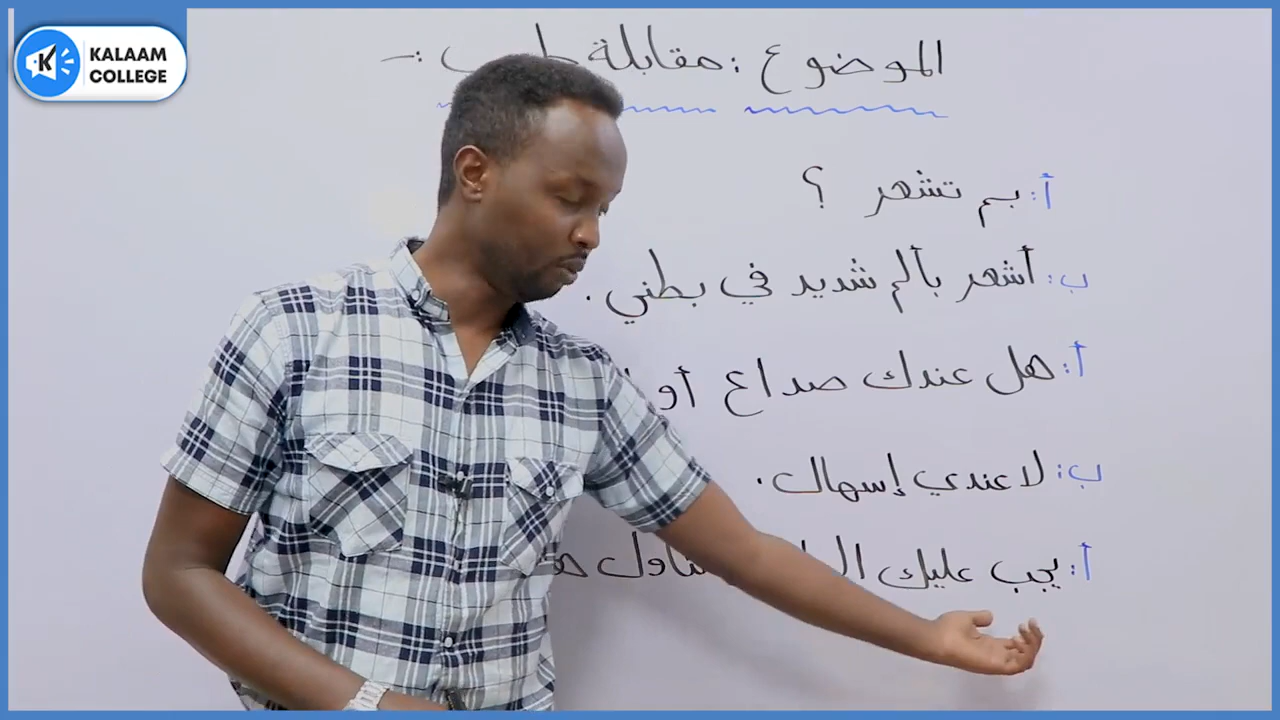 KALAAM
COLLEGE
الموضوع : مقابلة
أ: بم تشعر ؟
ب: أشعر بألم شديد في بطني .
أ: هل عندك صداع أو
ب: لا عندي إسهال .
أ: يجب عليك